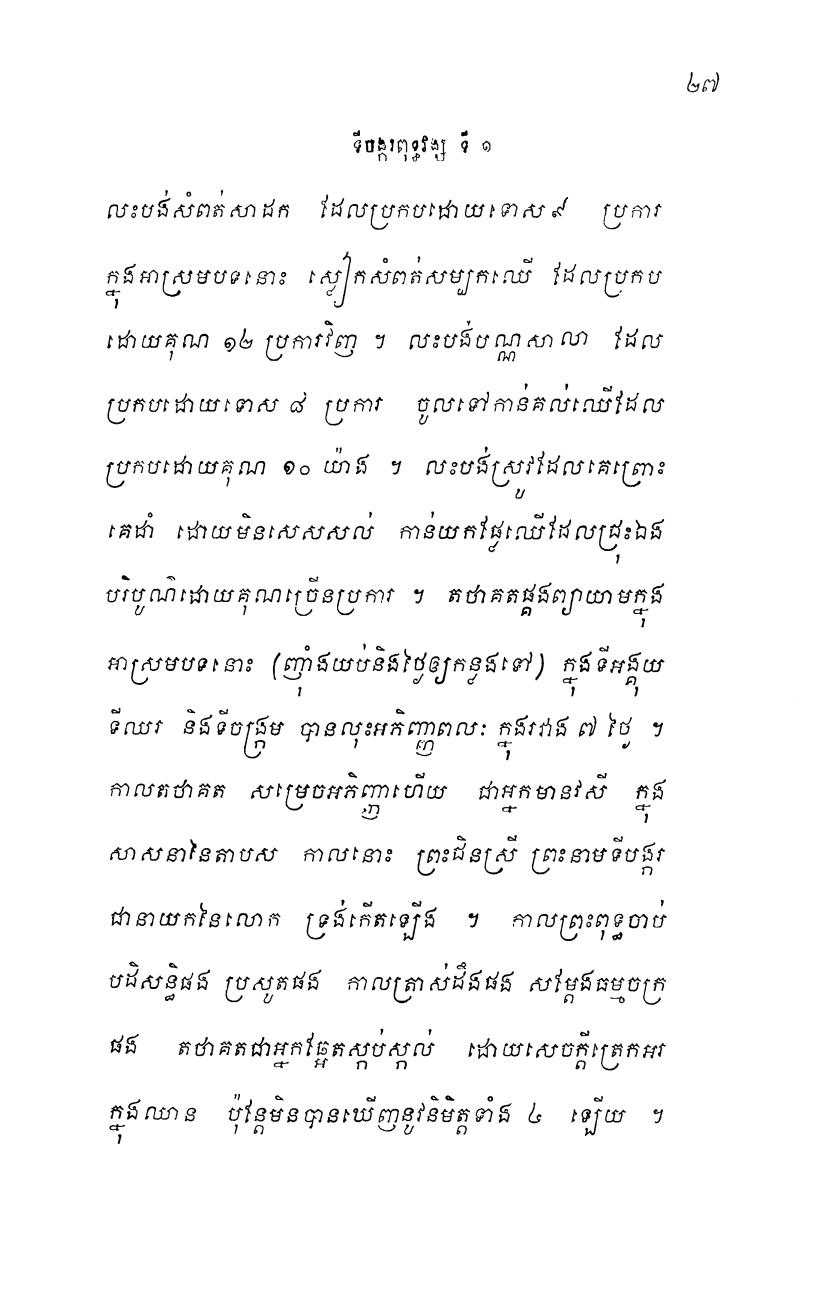 ២៧
ទីបង្ករពុទ្ធវង្ស ទី ១
លះបង់សំពត់សាដក ដែលប្រកបដោយទោស ៩ ប្រការ
ក្នុងអាស្រមបទនោះ ស្លៀកសំពត់សម្បកឈើ ដែលប្រកប
ដោយគុណ ១២ ប្រការវិញ ។ លះបង់បណ្ណសាលា ដែល
ប្រកបដោយទោស ៨ ប្រការ ចូលទៅកាន់គល់ឈើដែល
ប្រកបដោយគុណ ១០ យ៉ាង ។ លះបង់ស្រូវដែលគេព្រោះ
គេដាំ ដោយមិនសេសសល់ កាន់យកផ្លែឈើដែលជ្រុះឯង
បរិបូណ៌ដោយគុណច្រើនប្រការ ។ តថាគតផ្គងព្យាយាមក្នុង
អាស្រមបទនោះ (ញ៉ាំងយប់និងថ្ងៃឲ្យកន្លងទៅ) ក្នុងទីអង្គុយ
ទីឈរ និងទីចង្ក្រម បានលុះអភិញ្ញាពលៈ ក្នុងរវាង ៧ ថ្ងៃ ។
កាលតថាគត សម្រេចអភិញ្ញាហើយ ជាអ្នកមានវសី ក្នុង
សាសនានៃតាបស កាលនោះ ព្រះជិនស្រី ព្រះនាមទីបង្ករ
ជានាយកនៃលោក ទ្រង់កើតឡើង ។ កាលព្រះពុទ្ធចាប់
បដិសន្ធិផង ប្រសូតផង កាលត្រាស់ដឹងផង សម្ដែងធម្មចក្រ
ផង តថាគតជាអ្នកឆ្អែតស្កប់ស្កល់ ដោយសេចក្ដីត្រេកអរ
ក្នុងឈាន ប៉ុន្តែមិនបានឃើញនូវនិមិត្តទាំង ៤ ឡើយ ។